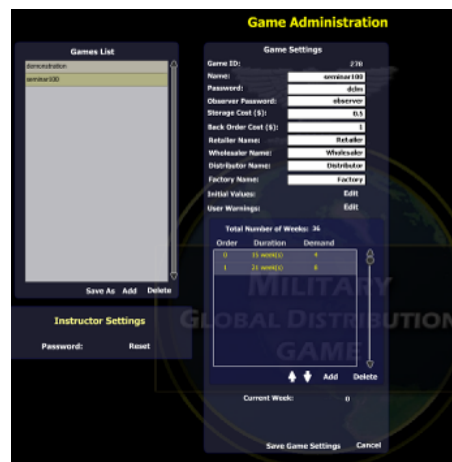 Game Administration
Games List
demonstration
seminar100
Save As Add Delete
Instructor Settings
Password: Reset
Game Settings
Game ID: 270
Name: seminar100
Password:
Observer Password: observer
Storage Cost ($): 0.5
Back Order Cost ($): 1
Retailer Name: Retailer
Wholesaler Name: Wholesaler
Distributor Name: Distributor
Factory Name: Factory
Initial Values: Edit
User Warnings: Edit
Total Number of Weeks: 36
Order Duration Demand
0 15 week(s) 4
1 21 week(s) 8
Add Delete
Current Week: 0
Save Game Settings Cancel
MILITARY
GLOBAL DISTRIBUTION
GAME